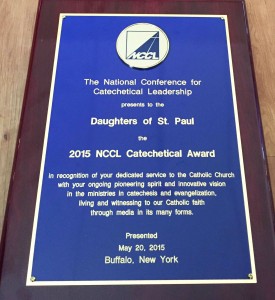 NCCL
The National Conference for
Catechetical Leadership
presents to the
Daughters of St. Paul
the
2015 NCCL Catechetical Award
in recognition of your dedicated service to the Catholic Church
with your ongoing pioneering spirit and innovative vision
in the ministries in catechesis and evangelization,
living and witnessing to our Catholic faith
through media in its many forms.
Presented
May 20, 2015
Buffalo, New York